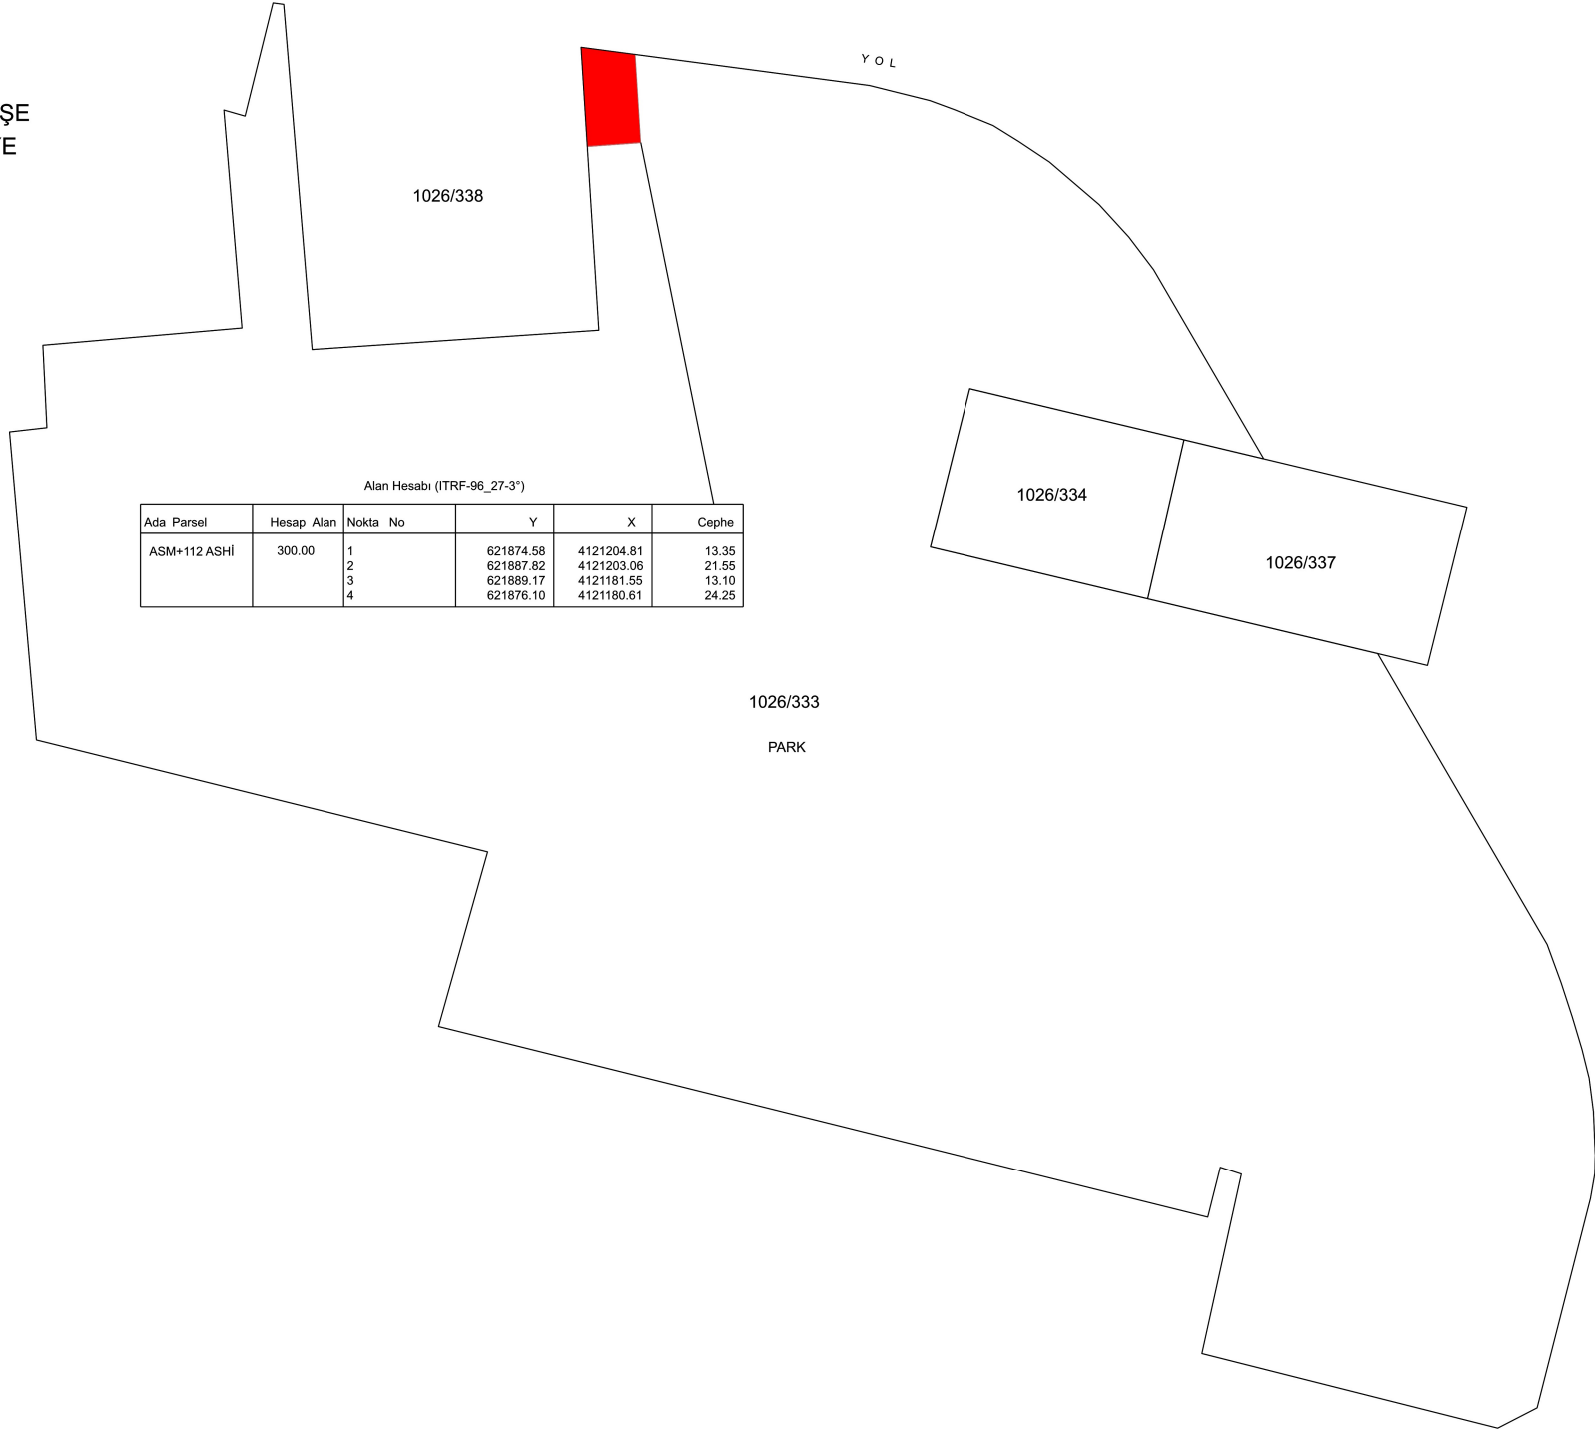 Y O L
ŞE
E
1026/338
Alan Hesabı (ITRF-96_27-3°)
Ada Parsel Hesap Alan Nokta No Y X Cephe
ASM+112 ASHİ 300.00 1 621874.58 4121204.81 13.35
2 621887.82 4121203.06 21.55
3 621889.17 4121181.55 13.10
4 621876.10 4121180.61 24.25
1026/334
1026/337
1026/333
PARK